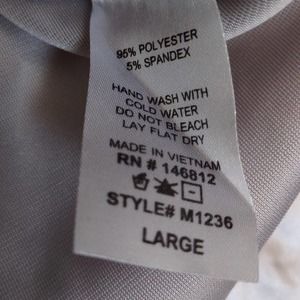 95% POLYESTER
5% SPANDEX
HAND WASH WITH
COLD WATER
DO NOT BLEACH
LAY FLAT DRY
MADE IN VIETNAM
RN # 146812
STYLE# M1236
LARGE